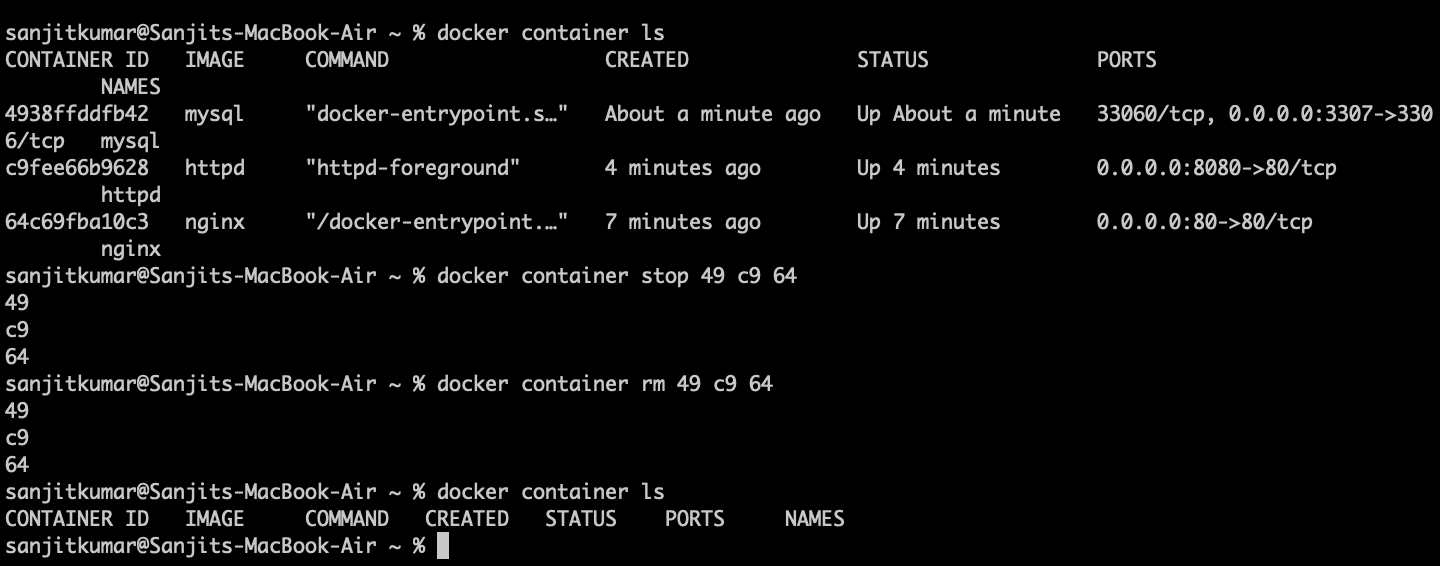 sanjitkumar@Sanjits-MacBook-Air ~ % docker container ls
CONTAINER ID   IMAGE     COMMAND                  CREATED              STATUS              PORTS
        NAMES
4938ffddfb42   mysql     "docker-entrypoint.s…"   About a minute ago   Up About a minute   33060/tcp, 0.0.0.0:3307->330
6/tcp   mysql
c9fee66b9628   httpd     "httpd-foreground"       4 minutes ago        Up 4 minutes        0.0.0.0:8080->80/tcp
        httpd
64c69fba10c3   nginx     "/docker-entrypoint.…"   7 minutes ago        Up 7 minutes        0.0.0.0:80->80/tcp
        nginx
sanjitkumar@Sanjits-MacBook-Air ~ % docker container stop 49 c9 64
49
c9
64
sanjitkumar@Sanjits-MacBook-Air ~ % docker container rm 49 c9 64
49
c9
64
sanjitkumar@Sanjits-MacBook-Air ~ % docker container ls
CONTAINER ID   IMAGE     COMMAND   CREATED   STATUS    PORTS     NAMES
sanjitkumar@Sanjits-MacBook-Air ~ %